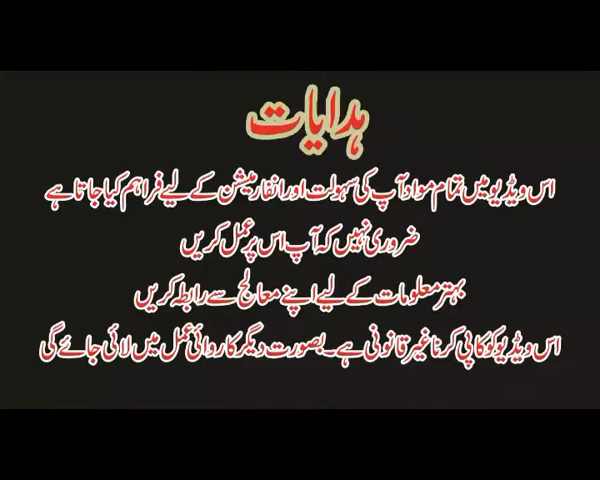 ہدایات
اس ویڈیو میں تمام مواد آپ کی سہولت اور انفارمیشن کے لیے فراہم کیا جاتا ہے
ضروری نہیں کہ آپ اس پر عمل کریں
بہتر معلومات کے لیے اپنے معالج سے رابطہ کریں
اس ویڈیو کو کاپی کرنا غیر قانونی ہے۔ بصورت دیگر کاروائی عمل میں لائی جائے گی